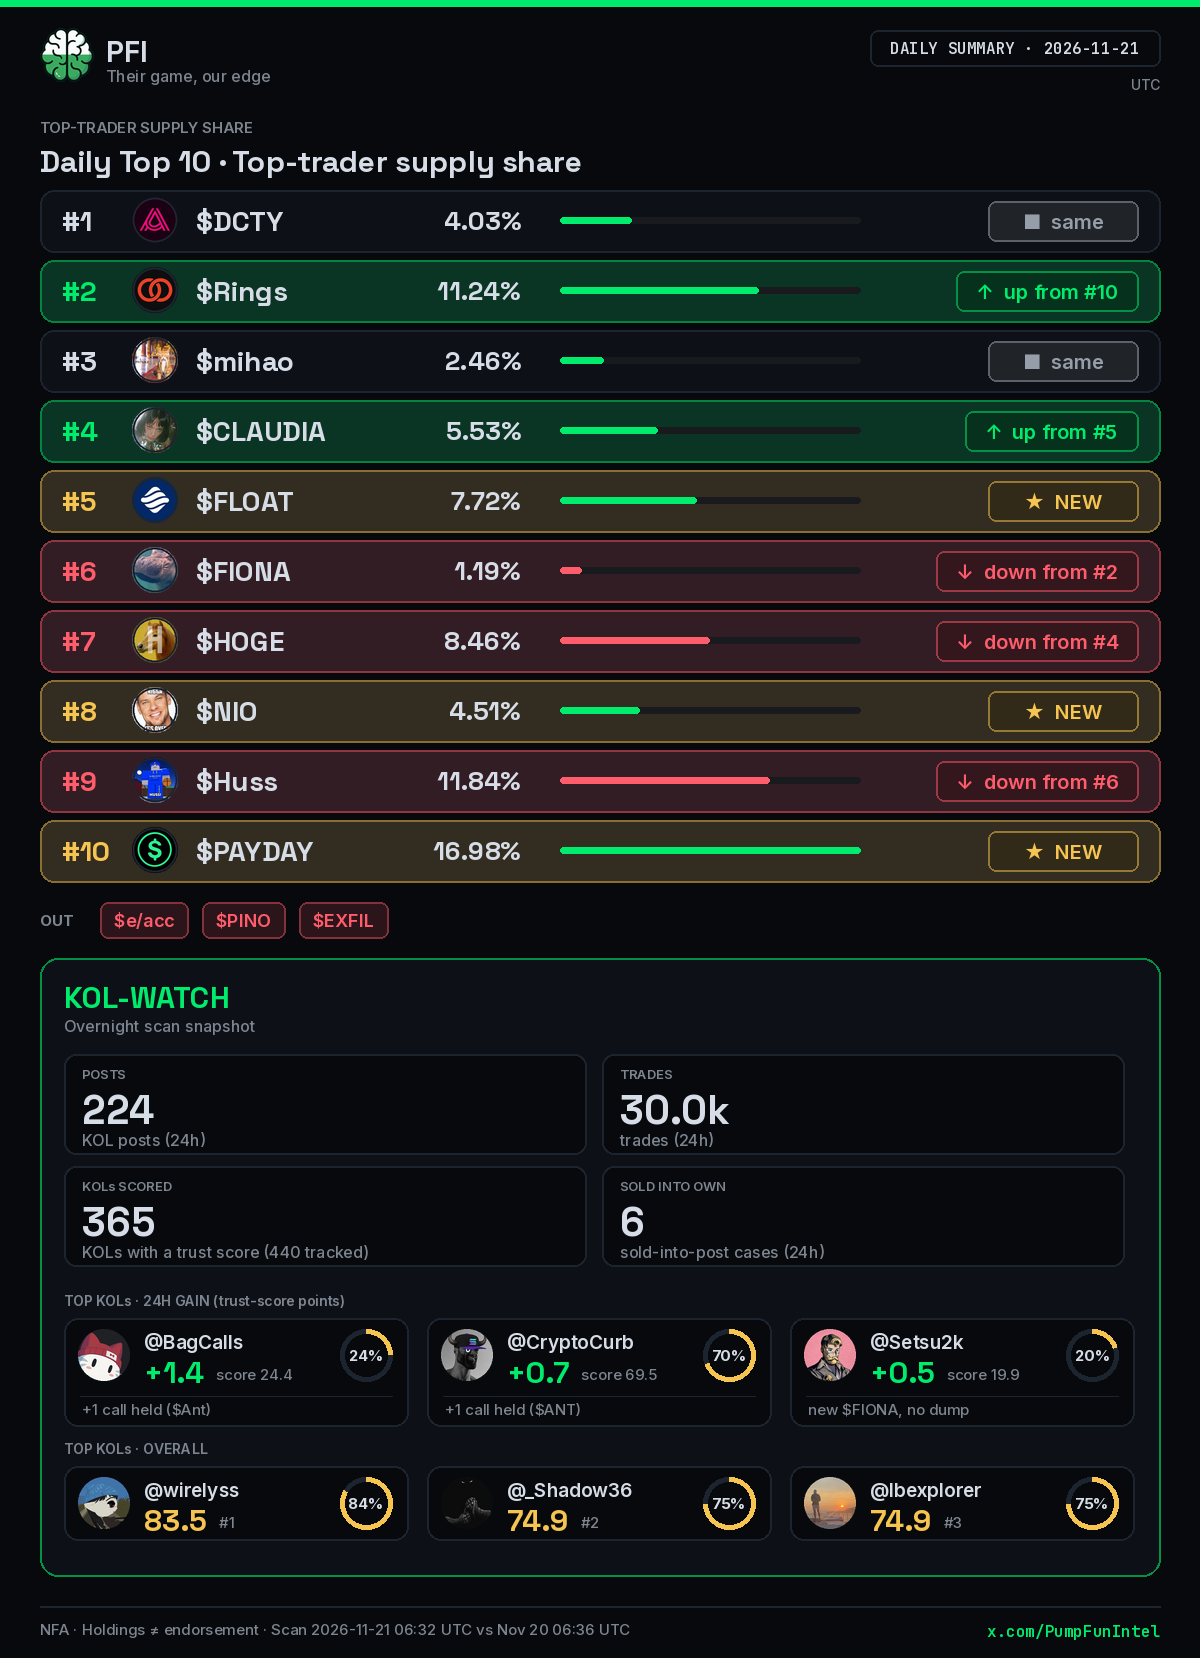 PFI
Their game, our edge
DAILY SUMMARY · 2026-11-21
UTC
TOP-TRADER SUPPLY SHARE
Daily Top 10 · Top-trader supply share
#1 $DCTY 4.03% ■ same
#2 $Rings 11.24% ↑ up from #10
#3 $mihao 2.46% ■ same
#4 $CLAUDIA 5.53% ↑ up from #5
#5 $FLOAT 7.72% ★ NEW
#6 $FIONA 1.19% ↓ down from #2
#7 $HOGE 8.46% ↓ down from #4
#8 $NIO 4.51% ★ NEW
#9 $Huss 11.84% ↓ down from #6
#10 $PAYDAY 16.98% ★ NEW
OUT $e/acc $PINO $EXFIL
KOL-WATCH
Overnight scan snapshot
POSTS
224
KOL posts (24h)
TRADES
30.0k
trades (24h)
KOLs SCORED
365
KOLs with a trust score (440 tracked)
SOLD INTO OWN
6
sold-into-post cases (24h)
TOP KOLs · 24H GAIN (trust-score points)
@BagCalls
+1.4 score 24.4
24%
+1 call held ($Ant)
@CryptoCurb
+0.7 score 69.5
70%
+1 call held ($ANT)
@Setsu2k
+0.5 score 19.9
20%
new $FIONA, no dump
TOP KOLs · OVERALL
@wirelyss
83.5 #1
84%
@_Shadow36
74.9 #2
75%
@lbexplorer
74.9 #3
75%
NFA · Holdings ≠ endorsement · Scan 2026-11-21 06:32 UTC vs Nov 20 06:36 UTC
x.com/PumpFunIntel